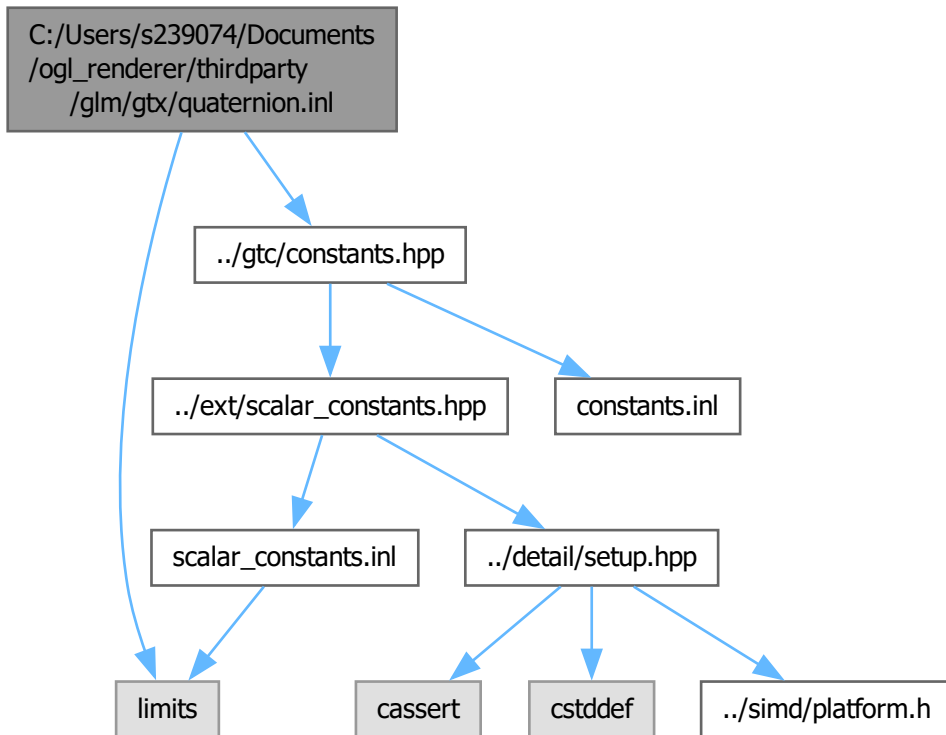 C:/Users/s239074/Documents
/ogl_renderer/thirdparty
/glm/gtx/quaternion.inl
../gtc/constants.hpp
../ext/scalar_constants.hpp
constants.inl
scalar_constants.inl
../detail/setup.hpp
limits
cassert
cstddef
../simd/platform.h